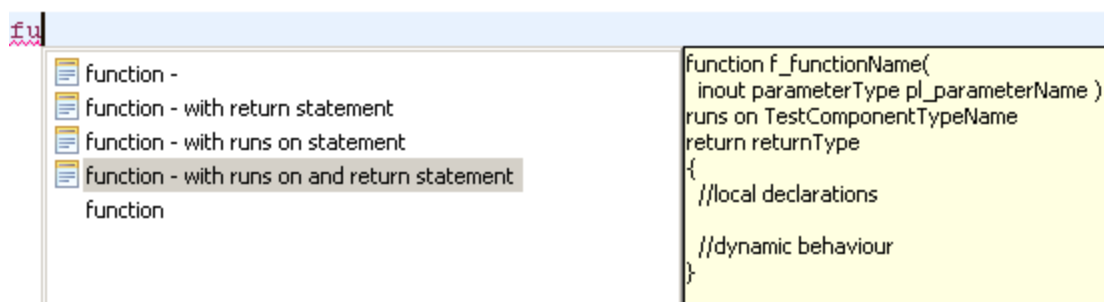 fu
function -
function - with return statement
function - with runs on statement
function - with runs on and return statement
function
function f_functionName(
  inout parameterType pl_parameterName )
runs on TestComponentTypeName
return returnType
{
  //local declarations

  //dynamic behaviour
}